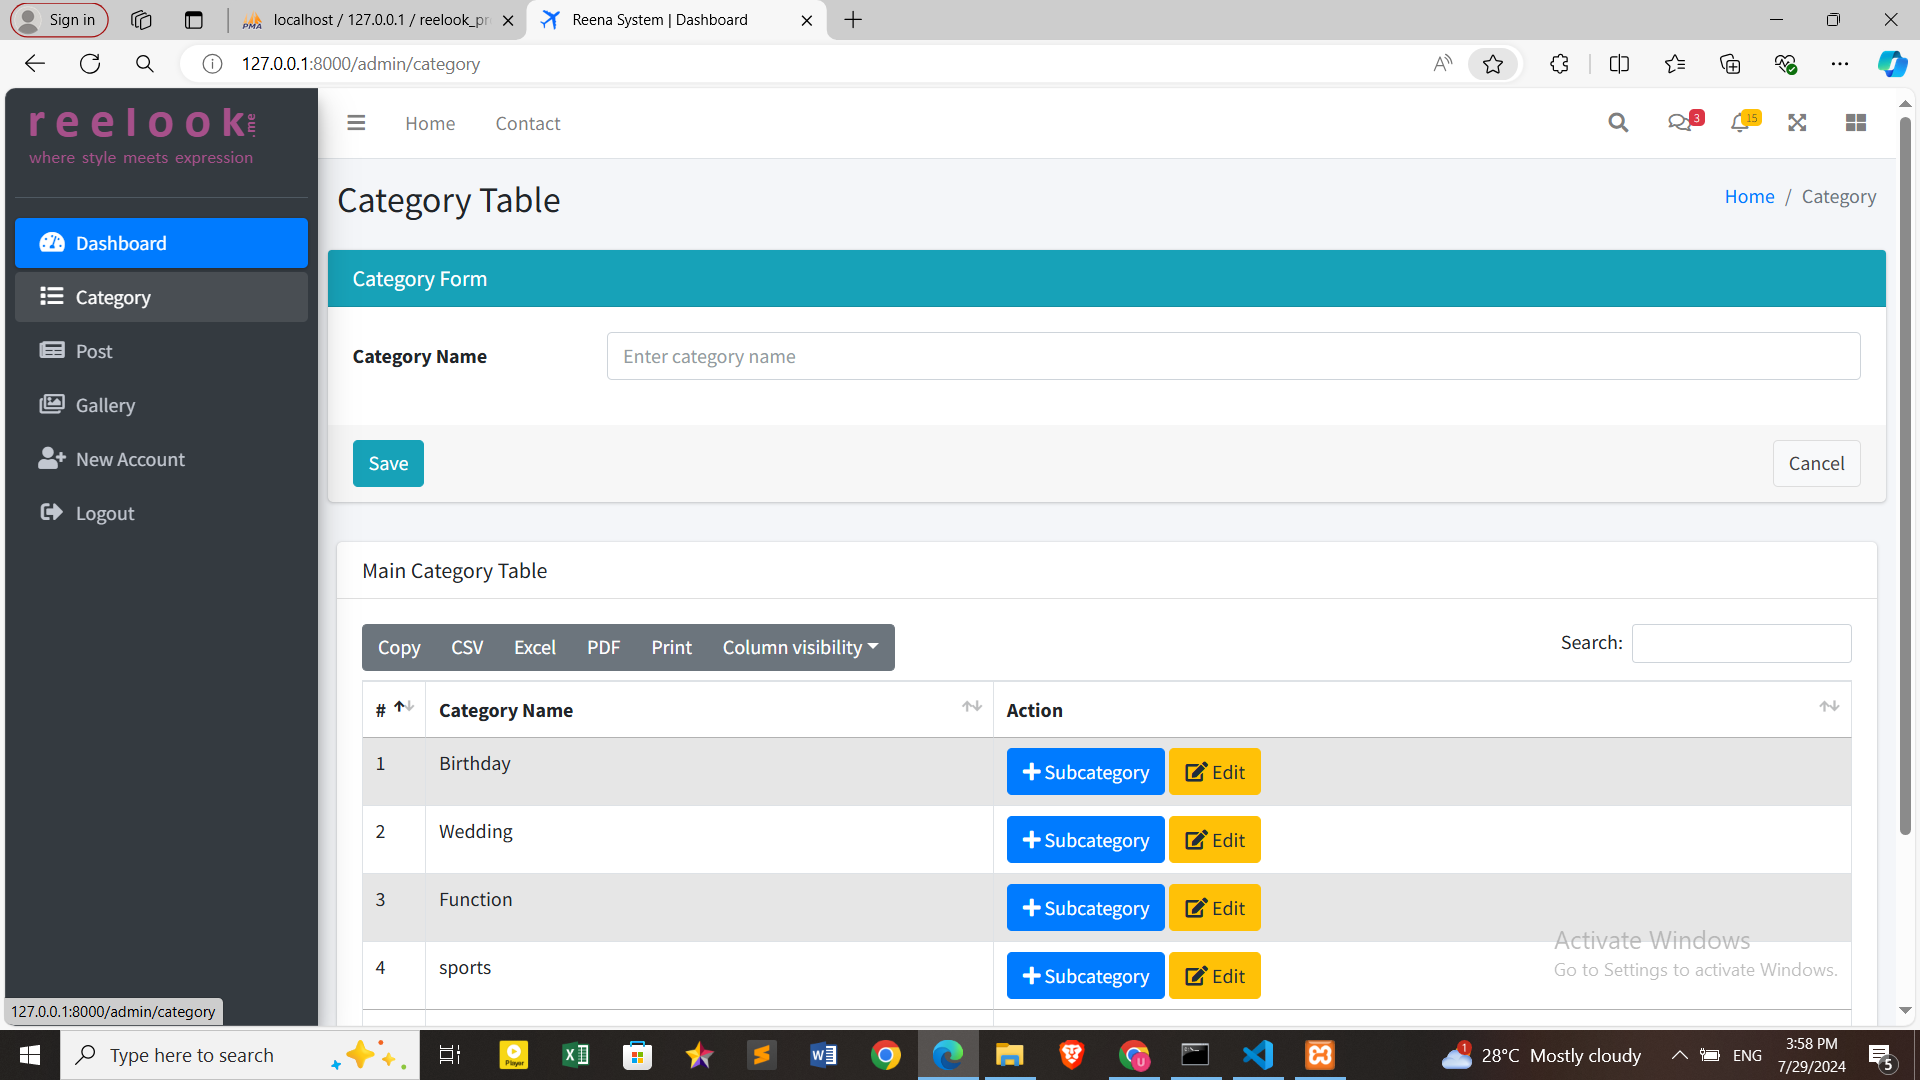 Sign in
localhost / 127.0.0.1 / reelook_pr
Reena System | Dashboard
127.0.0.1:8000/admin/category
reelook.me
where style meets expression
Home
Contact
3
15
Category Table
Home / Category
Dashboard
Category
Post
Gallery
New Account
Logout
Category Form
Category Name
Enter category name
Save
Cancel
Main Category Table
Copy CSV Excel PDF Print Column visibility
Search:
# Category Name Action
1 Birthday Subcategory Edit
2 Wedding Subcategory Edit
3 Function Subcategory Edit
4 sports Subcategory Edit
Activate Windows
Go to Settings to activate Windows.
127.0.0.1:8000/admin/category
Type here to search
Player
1
28°C Mostly cloudy
ENG
3:58 PM
7/29/2024
5